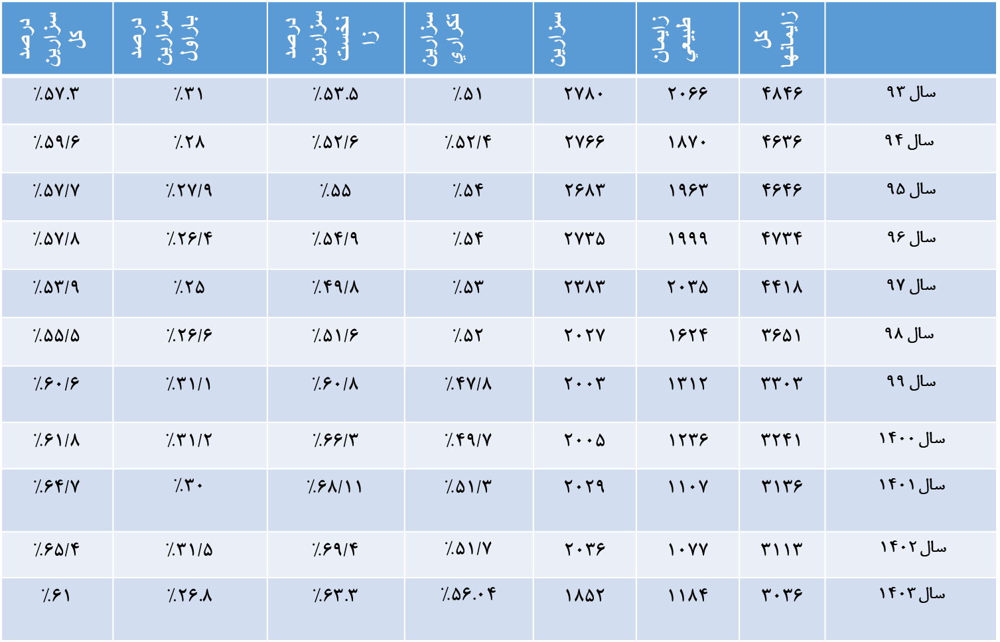 کل زایمانها	زایمان طبیعي	سزارین	سزارین تکراري	درصد سزارین نخست زا	درصد سزارین باراول	درصد سزارین کل
سال ۹۳	۴۸۴۶	۲۰۶۶	۲۷۸۰	٪.۵۱	٪.۵۳.۵	٪.۳۱	٪.۵۷.۳
سال ۹۴	۴۶۳۶	۱۸۷۰	۲۷۶۶	٪.۵۲/۴	٪.۵۲/۶	٪.۲۸	٪.۵۹/۶
سال ۹۵	۴۶۴۶	۱۹۶۳	۲۶۸۳	٪.۵۴	٪.۵۵	٪.۲۷/۹	٪.۵۷/۷
سال ۹۶	۴۷۳۴	۱۹۹۹	۲۷۳۵	٪.۵۴	٪.۵۴/۹	٪.۲۶/۴	٪.۵۷/۸
سال ۹۷	۴۴۱۸	۲۰۳۵	۲۳۸۳	٪.۵۳	٪.۴۹/۸	٪.۲۵	٪.۵۳/۹
سال ۹۸	۳۶۵۱	۱۶۲۴	۲۰۲۷	٪.۵۲	٪.۵۱/۶	٪.۲۶/۶	٪.۵۵/۵
سال ۹۹	۳۳۰۳	۱۳۱۲	۲۰۰۳	٪.۴۷/۸	٪.۶۰/۸	٪.۳۱/۱	٪.۶۰/۶
سال ۱۴۰۰	۳۲۴۱	۱۲۳۶	۲۰۰۵	٪.۴۹/۷	٪.۶۶/۳	٪.۳۱/۲	٪.۶۱/۸
سال ۱۴۰۱	۳۱۳۶	۱۱۰۷	۲۰۲۹	٪.۵۱/۳	٪.۶۸/۱۱	٪.۳۰	٪.۶۴/۷
سال ۱۴۰۲	۳۱۱۳	۱۰۷۷	۲۰۳۶	٪.۵۱/۷	٪.۶۹/۴	٪.۳۱/۵	٪.۶۵/۴
سال ۱۴۰۳	۳۰۳۶	۱۱۸۴	۱۸۵۲	٪.۵۶.۰۴	٪.۶۳.۳	٪.۲۶.۸	٪.۶۱